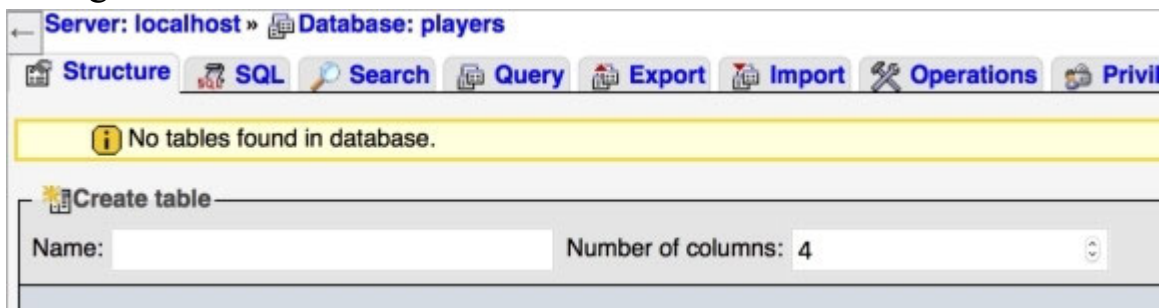 Server: localhost » Database: players
Structure SQL Search Query Export Import Operations
No tables found in database.
Create table
Name: Number of columns: 4